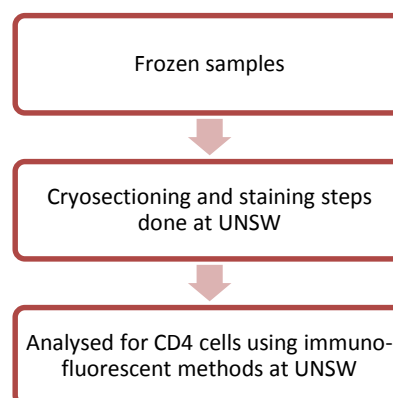 Frozen samples
Cryosectioning and staining steps
done at UNSW
Analysed for CD4 cells using immuno-
fluorescent methods at UNSW